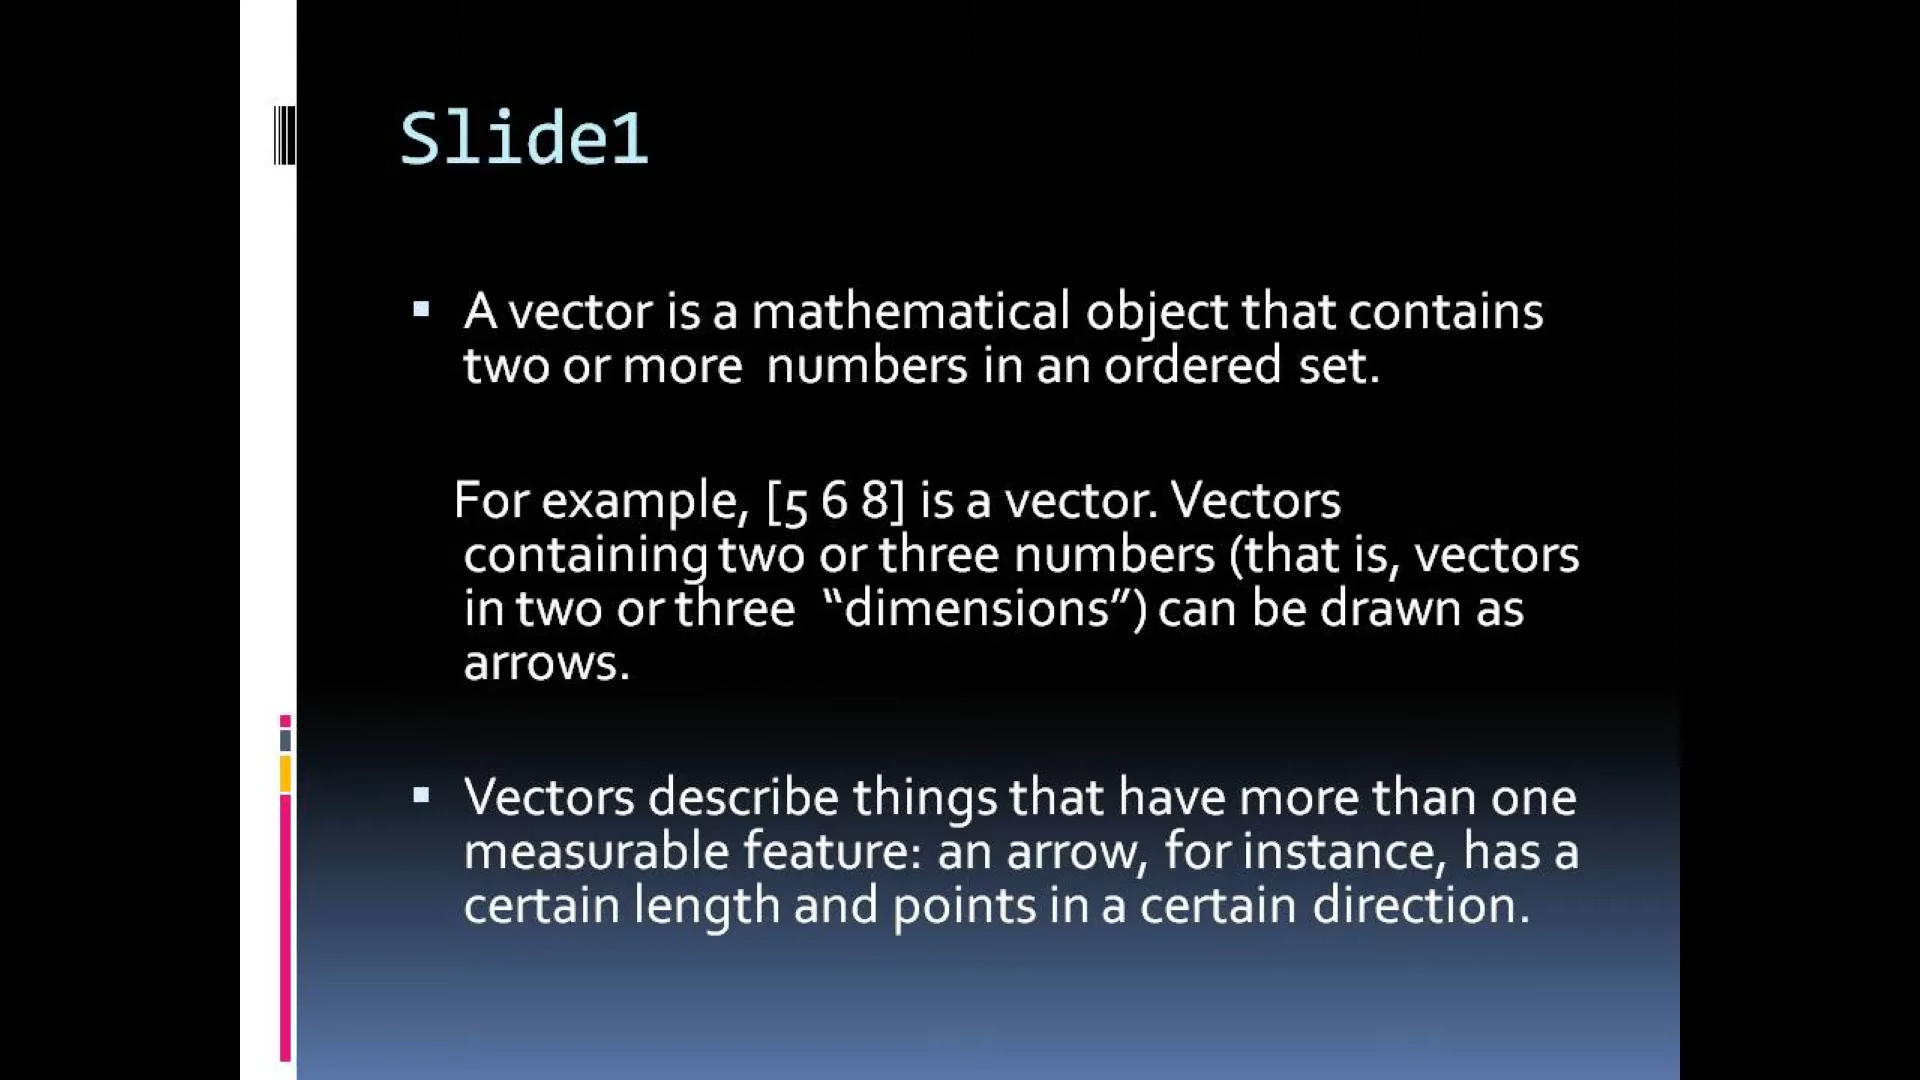 Slide1
▪ A vector is a mathematical object that contains
two or more numbers in an ordered set.
For example, [5 6 8] is a vector. Vectors
containing two or three numbers (that is, vectors
in two or three “dimensions”) can be drawn as
arrows.
▪ Vectors describe things that have more than one
measurable feature: an arrow, for instance, has a
certain length and points in a certain direction.